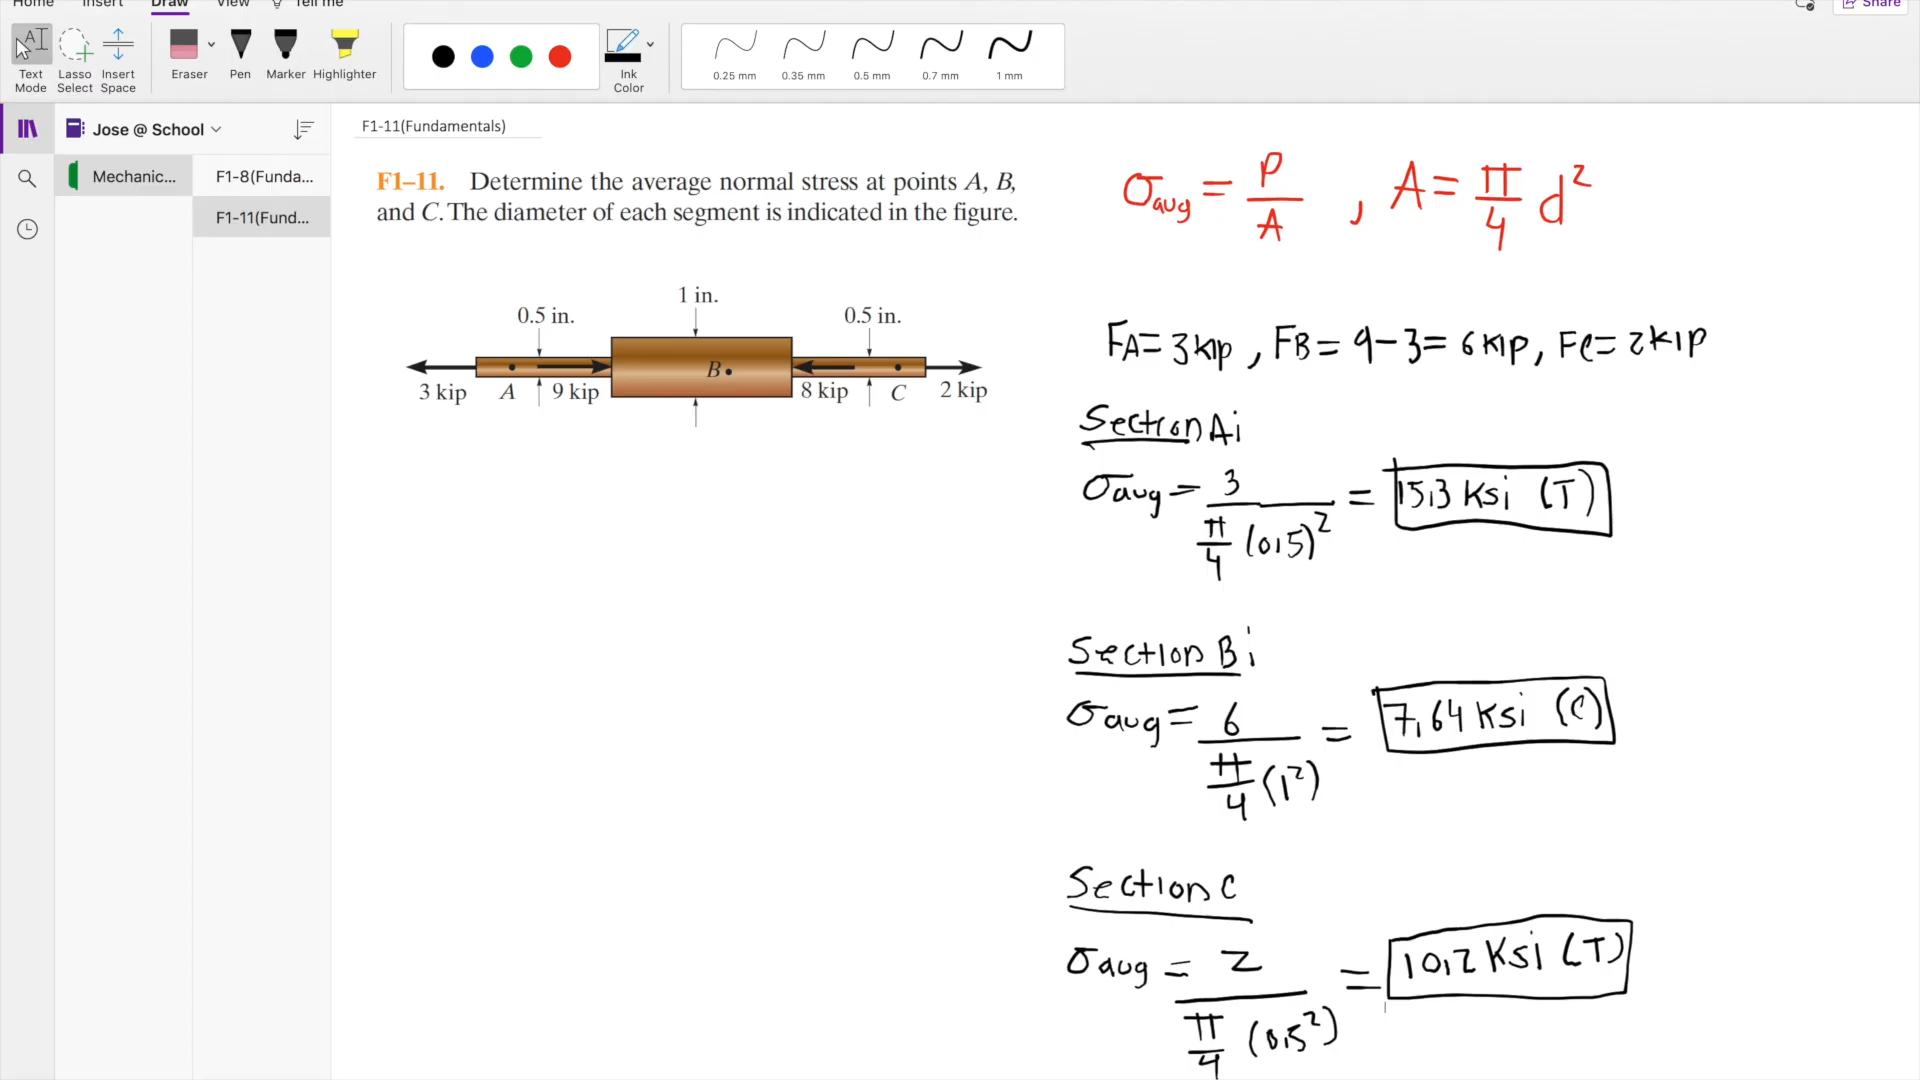 Home Insert Draw View Tell me Share
Text Mode
Lasso Select
Insert Space
Eraser
Pen
Marker
Highlighter
Ink Color
0.25 mm 0.35 mm 0.5 mm 0.7 mm 1 mm
Jose @ School
Mechanic...
F1-8(Funda...
F1-11(Fund...
F1-11(Fundamentals)
F1–11. Determine the average normal stress at points A, B,
and C. The diameter of each segment is indicated in the figure.
1 in.
0.5 in. 0.5 in.
B
3 kip A 9 kip 8 kip C 2 kip
σavg = P/A , A = π/4 d²
FA= 3kip , FB= 9-3= 6kip, FC= 2kip
Section A:
σavg = 3 / π/4 (0.5)² = 15.3 ksi (T)
Section B:
σavg = 6 / π/4 (1²) = 7.64 ksi (C)
Section C
σavg = 2 / π/4 (0.5²) = 10.2 ksi (T)